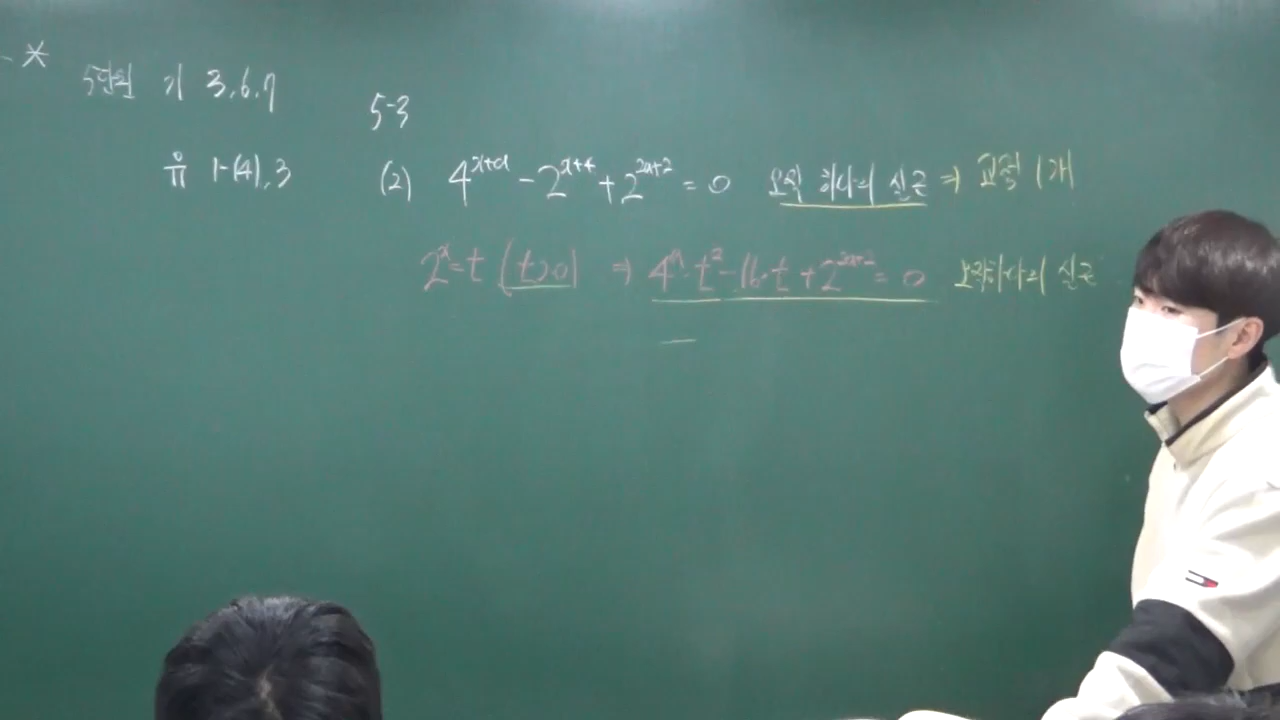 *
5단원 기 3, 6, 7
유 1-(4), 3
5-3
(2) 4^{x+a} - 2^{x+4} + 2^{2a+2} = 0 오직 하나의 실근 ⇒ 교점 1개
2^x = t (t>0) ⇒ 4^a·t^2 - 16·t + 2^{2a+2} = 0 오직 하나의 실근